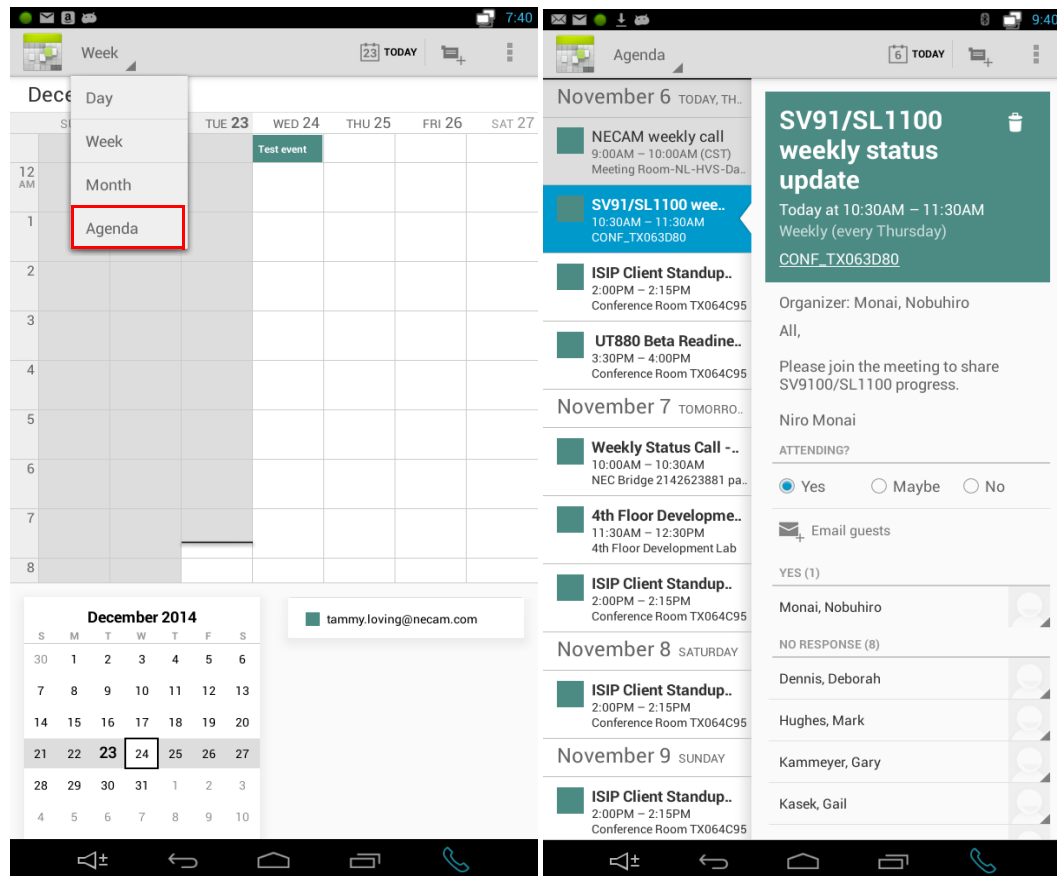 7:40
Week
23 TODAY
Day
Week
Month
Agenda
Dece
TUE 23 WED 24 THU 25 FRI 26 SAT 27
Test event
12
AM
1
2
3
4
5
6
7
8
December 2014
S M T W T F S
30 1 2 3 4 5 6
7 8 9 10 11 12 13
14 15 16 17 18 19 20
21 22 23 24 25 26 27
28 29 30 31 1 2 3
4 5 6 7 8 9 10
tammy.loving@necam.com
9:40
Agenda
6 TODAY
November 6 TODAY, TH..
NECAM weekly call
9:00AM – 10:00AM (CST)
Meeting Room-NL-HVS-Da..
SV91/SL1100 wee..
10:30AM – 11:30AM
CONF_TX063D80
ISIP Client Standup..
2:00PM – 2:15PM
Conference Room TX064C95
UT880 Beta Readine..
3:30PM – 4:00PM
Conference Room TX064C95
November 7 TOMORRO..
Weekly Status Call -..
10:00AM – 10:30AM
NEC Bridge 2142623881 pa..
4th Floor Developme..
11:30AM – 12:30PM
4th Floor Development Lab
ISIP Client Standup..
2:00PM – 2:15PM
Conference Room TX064C95
November 8 SATURDAY
ISIP Client Standup..
2:00PM – 2:15PM
Conference Room TX064C95
November 9 SUNDAY
ISIP Client Standup..
2:00PM – 2:15PM
Conference Room TX064C95
SV91/SL1100
weekly status
update
Today at 10:30AM – 11:30AM
Weekly (every Thursday)
CONF_TX063D80
Organizer: Monai, Nobuhiro
All,
Please join the meeting to share
SV9100/SL1100 progress.
Niro Monai
ATTENDING?
Yes Maybe No
Email guests
YES (1)
Monai, Nobuhiro
NO RESPONSE (8)
Dennis, Deborah
Hughes, Mark
Kammeyer, Gary
Kasek, Gail